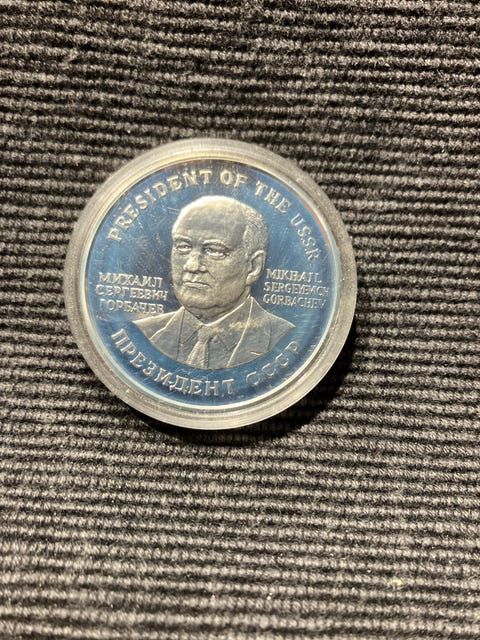 PRESIDENT OF THE USSR
МИХАИЛ
СЕРГЕЕВИЧ
ГОРБАЧЕВ
MIKHAIL
SERGEYEVICH
GORBACHEV
ПРЕЗИДЕНТ СССР